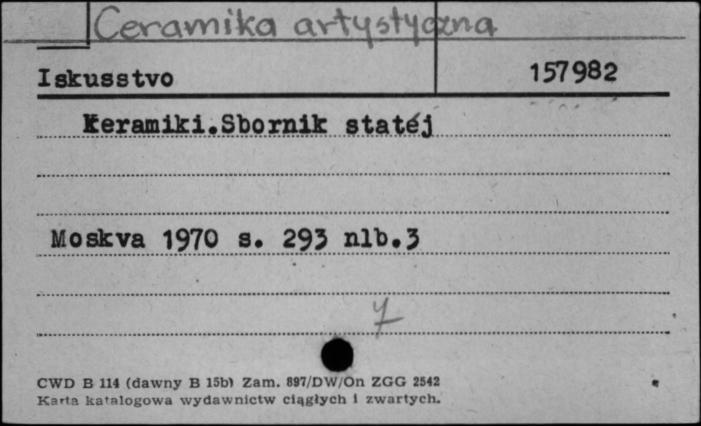 Ceramika artystyczna
Iskusstvo 157982
Keramiki.Sbornik statéj
Moskva 1970 s. 293 nlb.3
7
CWD B 114 (dawny B 15b) Zam. 897/DW/On ZGG 2542
Karta katalogowa wydawnictw ciągłych i zwartych.